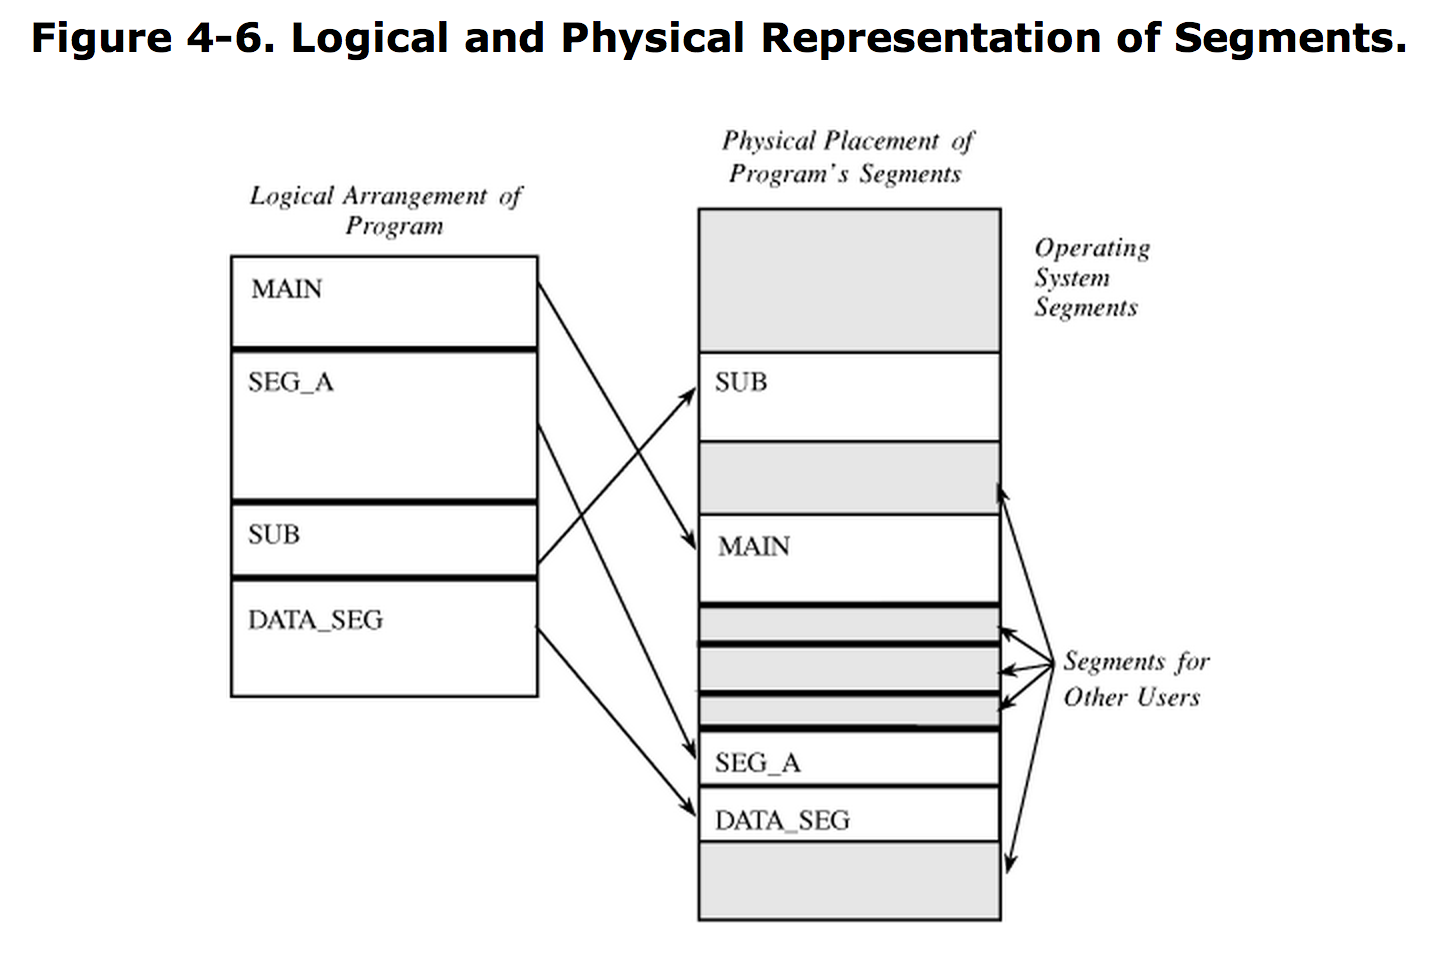 Figure 4-6. Logical and Physical Representation of Segments.
Logical Arrangement of
Program
MAIN
SEG_A
SUB
DATA_SEG
Physical Placement of
Program's Segments
SUB
MAIN
SEG_A
DATA_SEG
Operating
System
Segments
Segments for
Other Users